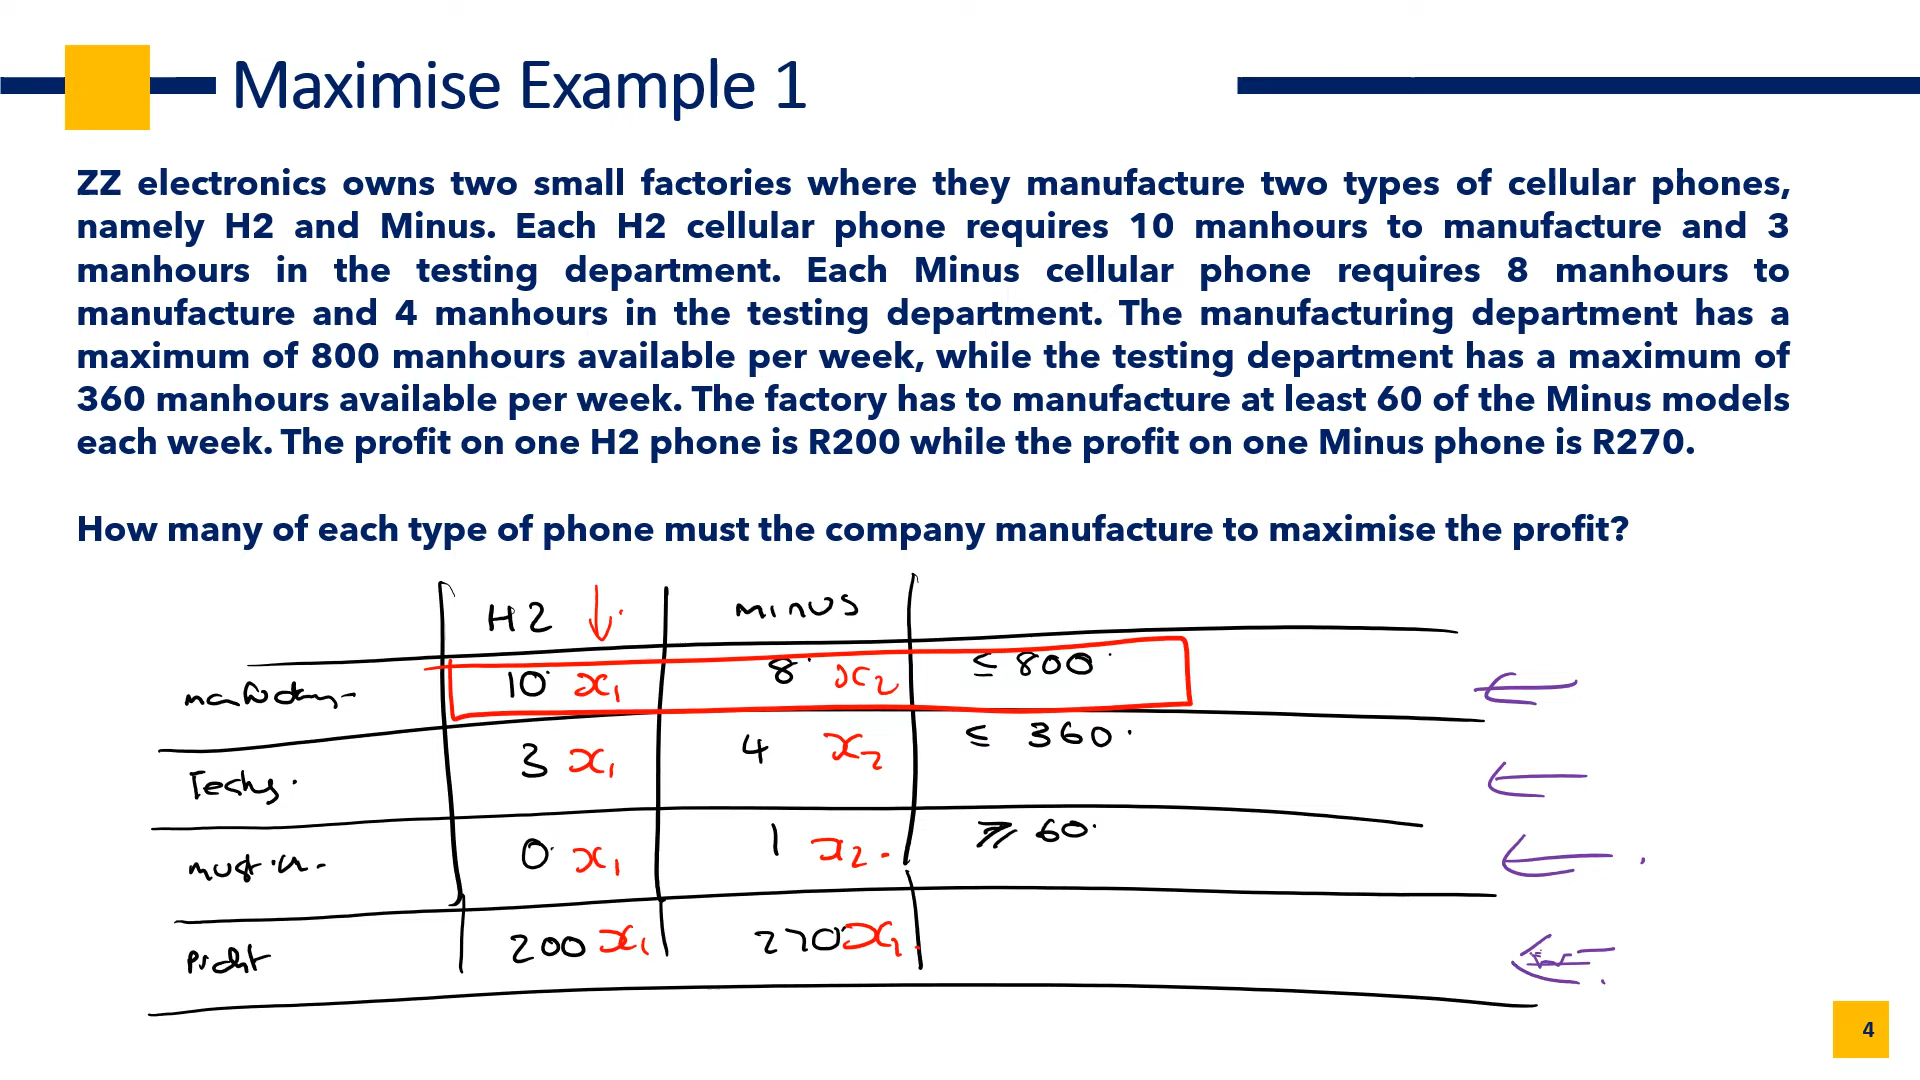 Maximise Example 1
ZZ electronics owns two small factories where they manufacture two types of cellular phones,
namely H2 and Minus. Each H2 cellular phone requires 10 manhours to manufacture and 3
manhours in the testing department. Each Minus cellular phone requires 8 manhours to
manufacture and 4 manhours in the testing department. The manufacturing department has a
maximum of 800 manhours available per week, while the testing department has a maximum of
360 manhours available per week. The factory has to manufacture at least 60 of the Minus models
each week. The profit on one H2 phone is R200 while the profit on one Minus phone is R270.
How many of each type of phone must the company manufacture to maximise the profit?
H2 minus
10 x₁ 8 x₂ ≤ 800
3 x₁ 4 x₂ ≤ 360
0 x₁ 1 x₂ ≥ 60
Profit 200 x₁ 270
4